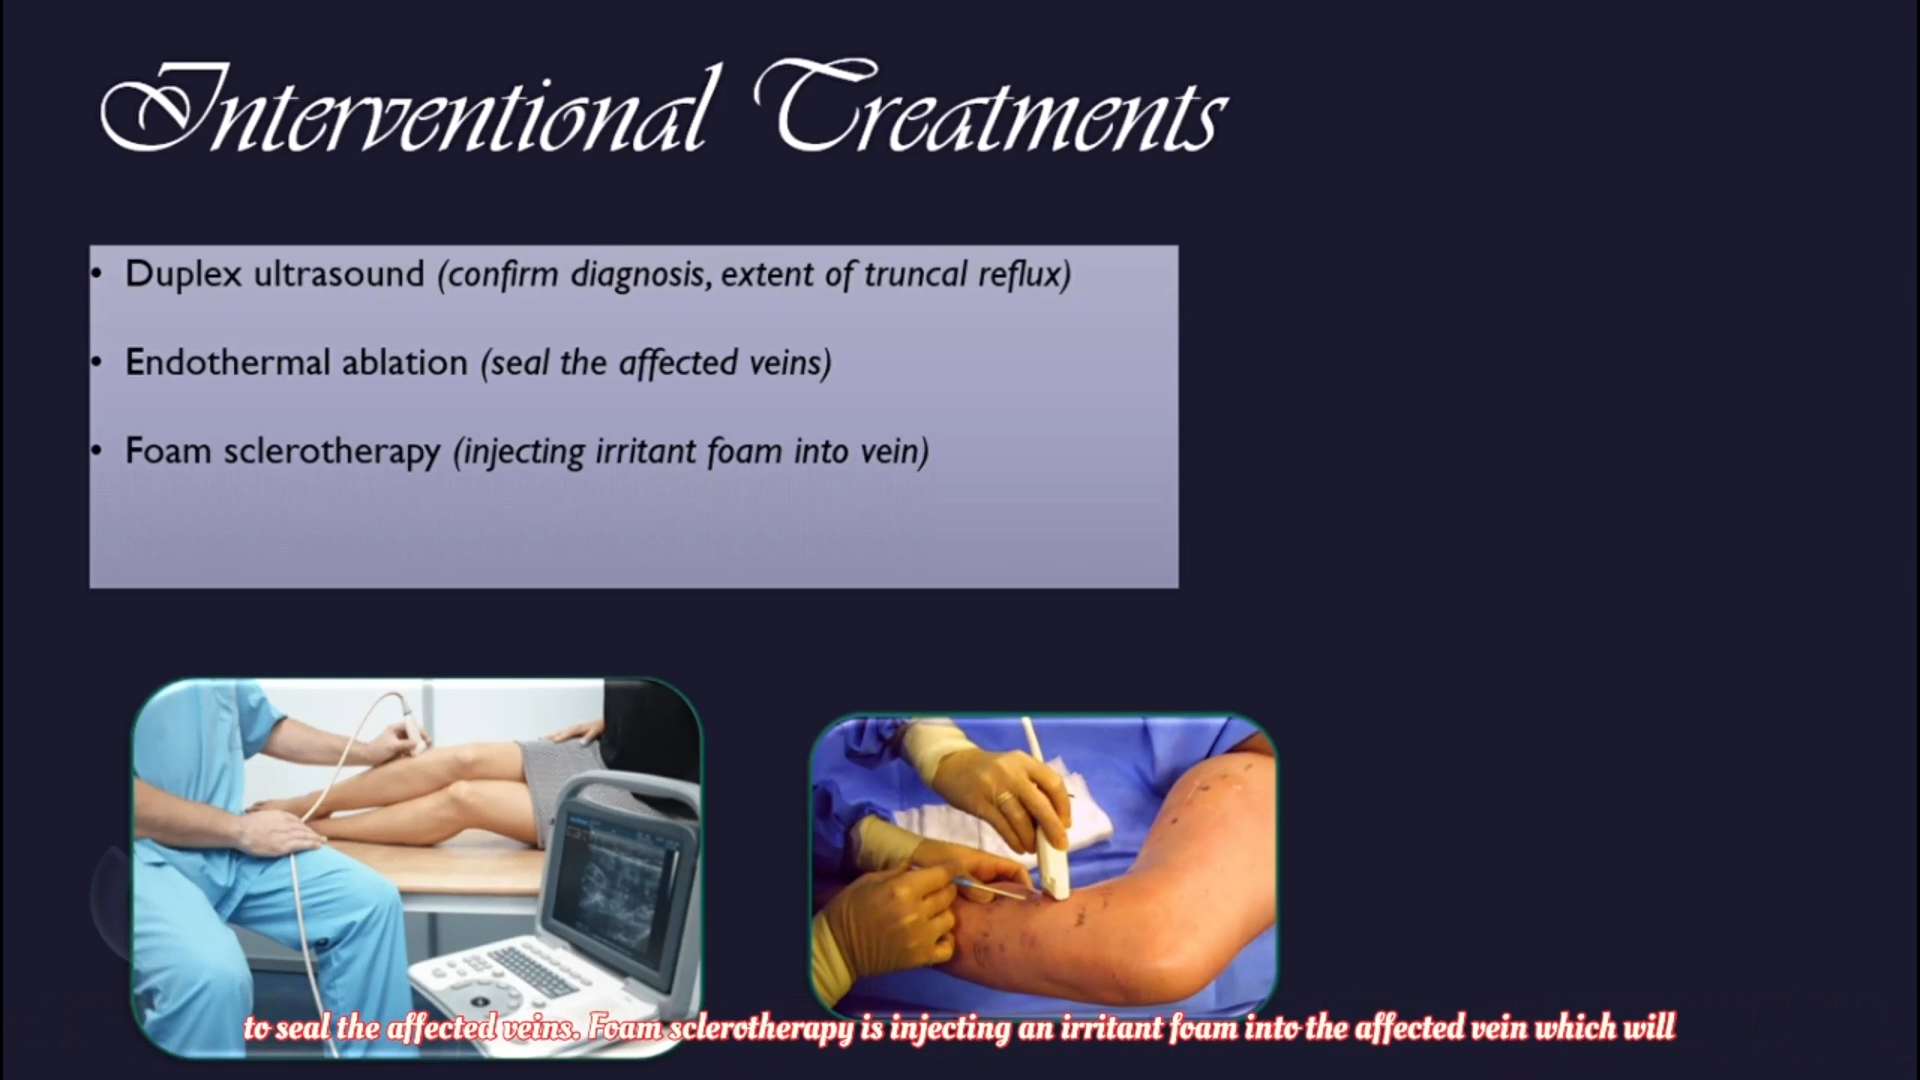 Interventional Treatments
• Duplex ultrasound (confirm diagnosis, extent of truncal reflux)
• Endothermal ablation (seal the affected veins)
• Foam sclerotherapy (injecting irritant foam into vein)
to seal the affected veins. Foam sclerotherapy is injecting an irritant foam into the affected vein which will